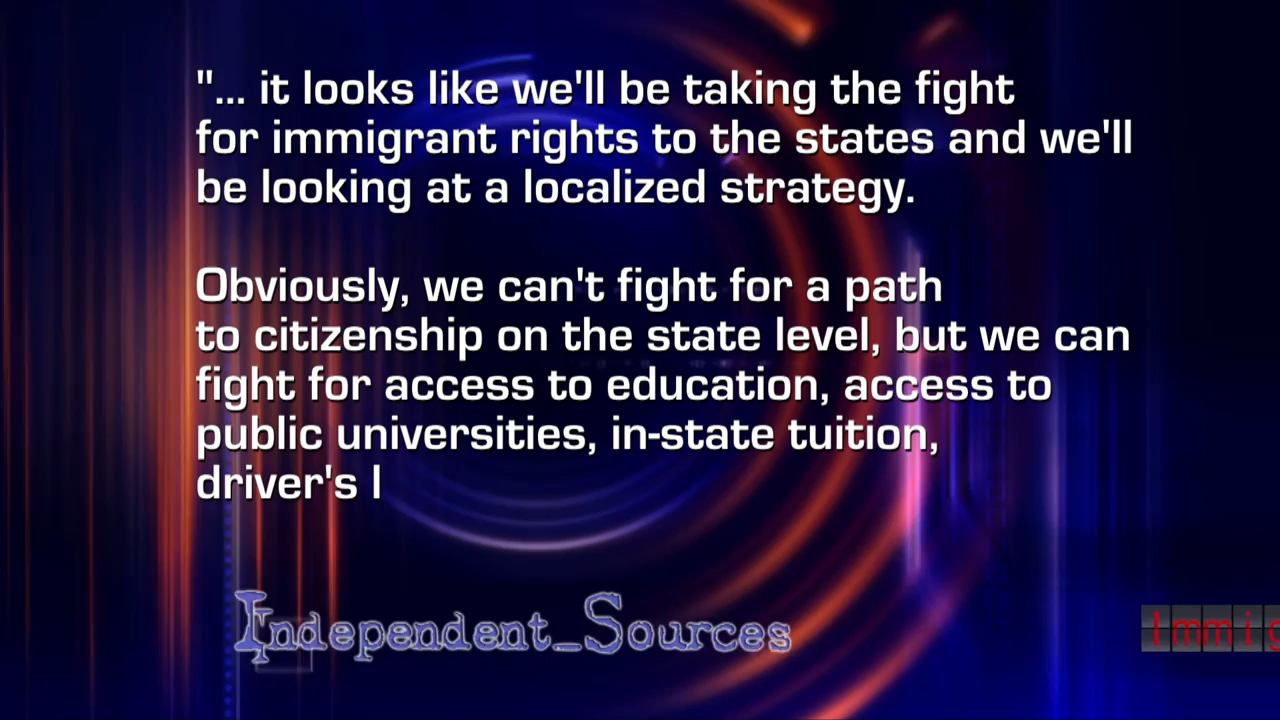 "... it looks like we'll be taking the fight
for immigrant rights to the states and we'll
be looking at a localized strategy.
Obviously, we can't fight for a path
to citizenship on the state level, but we can
fight for access to education, access to
public universities, in-state tuition,
driver's l
Independent_Sources
Immig